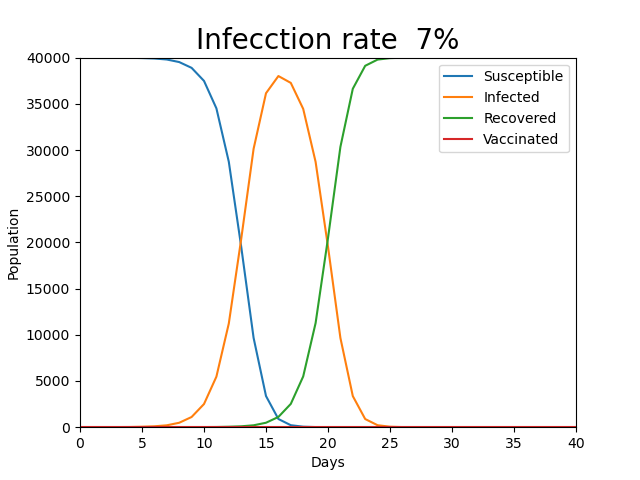 Infecction rate  7%
40000
35000
30000
25000
20000
15000
10000
5000
0
Population
Susceptible
Infected
Recovered
Vaccinated
0 5 10 15 20 25 30 35 40
Days